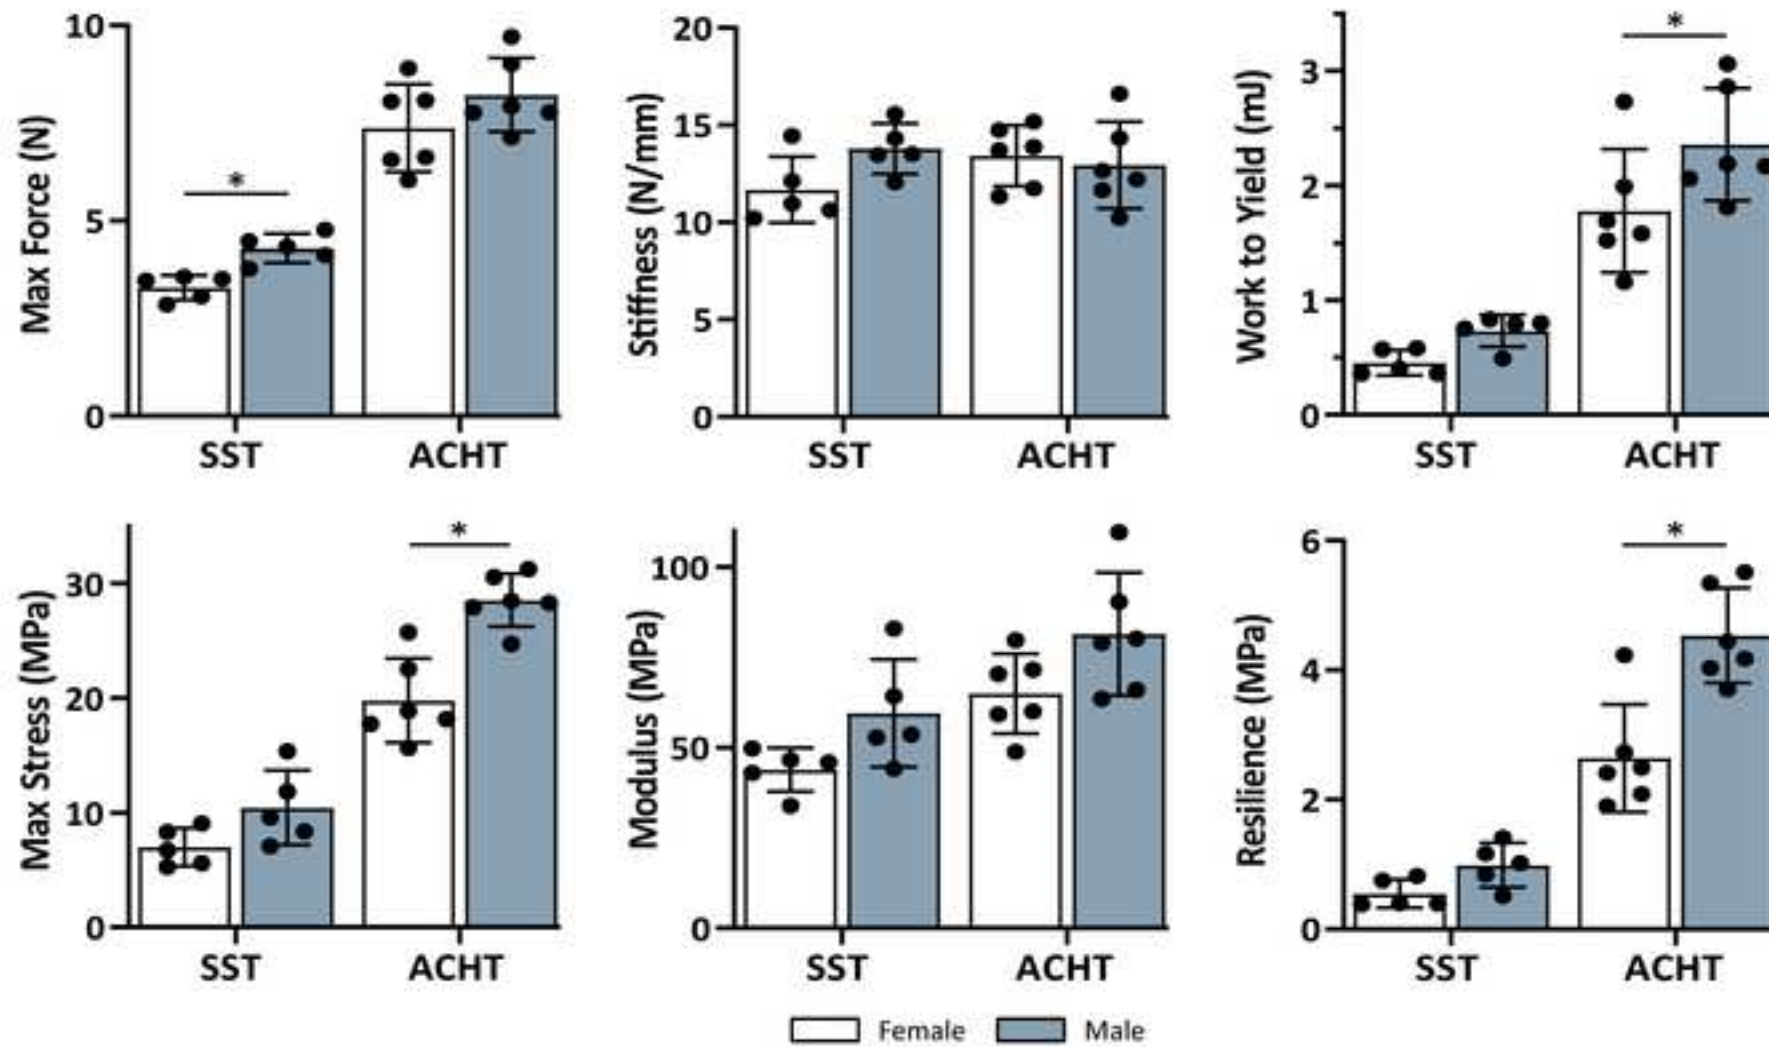 Max Force (N)
10
5
0
*
SST ACHT
Stiffness (N/mm)
20
15
10
5
0
SST ACHT
Work to Yield (mJ)
3
2
1
0
*
SST ACHT
Max Stress (MPa)
30
20
10
0
*
SST ACHT
Modulus (MPa)
100
50
0
SST ACHT
Resilience (MPa)
6
4
2
0
*
SST ACHT
Female Male